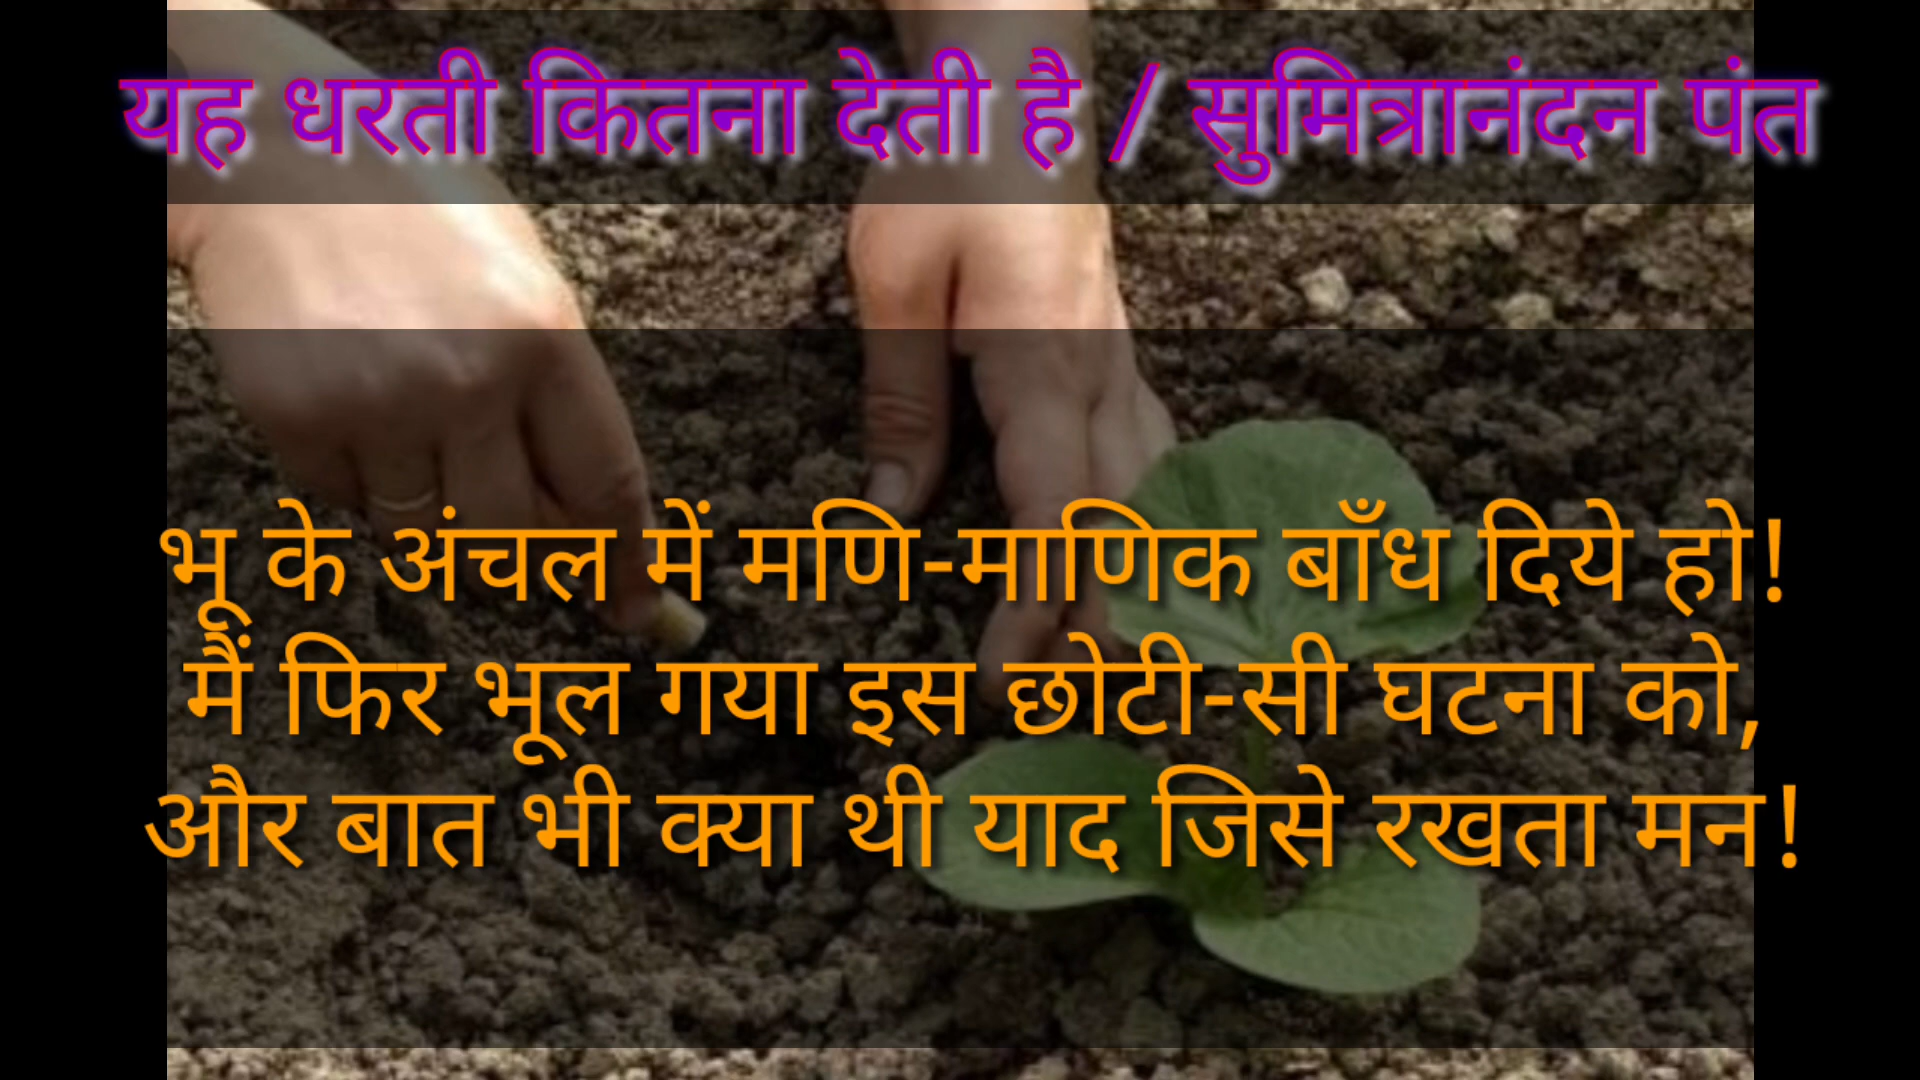 यह धरती कितना देती है / सुमित्रानंदन पंत
भू के अंचल में मणि-माणिक बाँध दिये हो!
मैं फिर भूल गया इस छोटी-सी घटना को,
और बात भी क्या थी याद जिसे रखता मन!